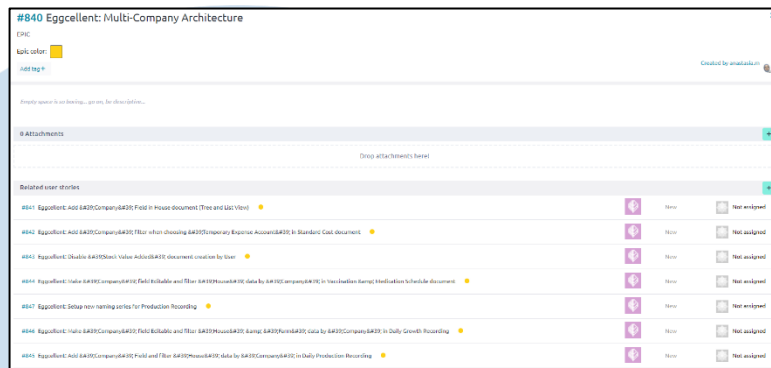 #840 Eggcellent: Multi-Company Architecture
EPIC
Epic color:
Add tag +
Created by anastasia.m
Empty space is so boring... go on, be descriptive...
0 Attachments
Drop attachments here!
Related user stories
#841 Eggcellent: Add &#39;Company&#39; Field in House document (Tree and List View) New Not assigned
#842 Eggcellent: Add &#39;Company&#39; filter when choosing &#39;Temporary Expense Account&#39; in Standard Cost document New Not assigned
#843 Eggcellent: Disable &#39;Stock Value Added&#39; document creation by User New Not assigned
#844 Eggcellent: Make &#39;Company&#39; field Editable and filter &#39;House&#39; data by &#39;Company&#39; in Vaccination &amp; Medication Schedule document New Not assigned
#847 Eggcellent: Setup new naming series for Production Recording New Not assigned
#846 Eggcellent: Make &#39;Company&#39; field Editable and filter &#39;House&#39; &amp; &#39;Farm&#39; data by &#39;Company&#39; in Daily Growth Recording New Not assigned
#845 Eggcellent: Add &#39;Company&#39; Field and filter &#39;House&#39; data by &#39;Company&#39; in Daily Production Recording New Not assigned